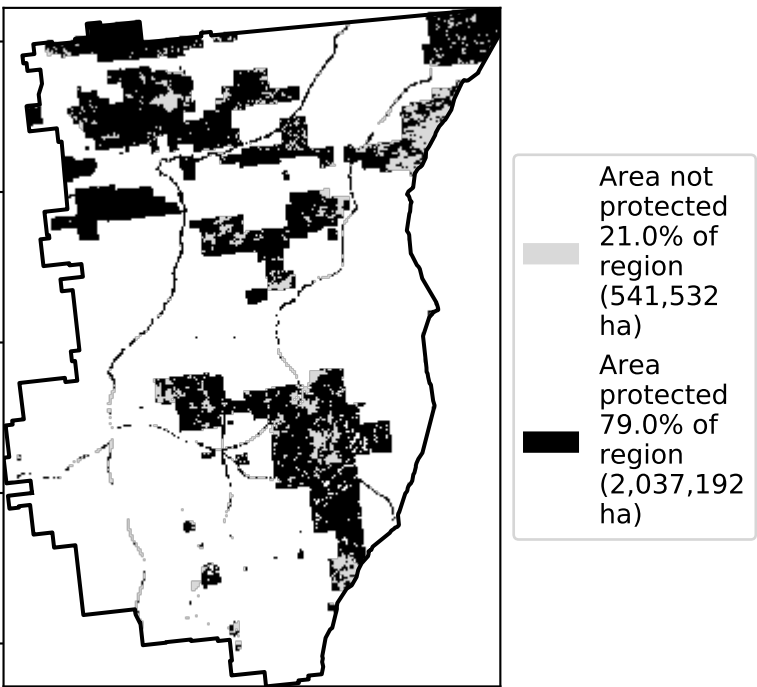 Area not
protected
21.0% of
region
(541,532
ha)
Area
protected
79.0% of
region
(2,037,192
ha)